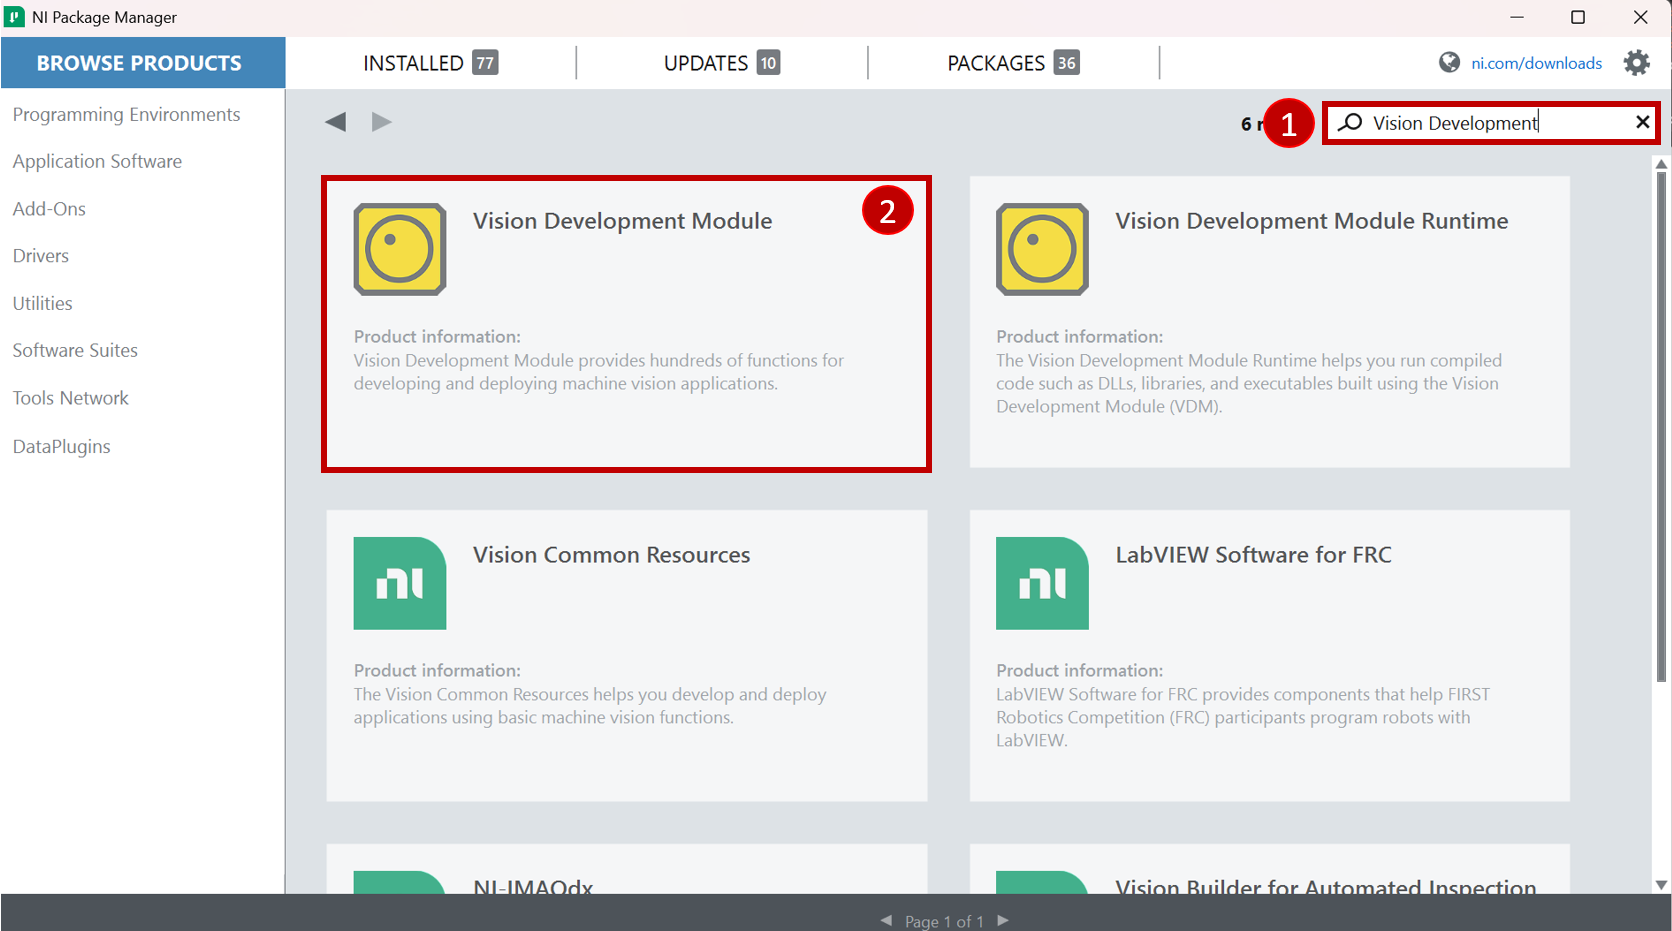 NI Package Manager
BROWSE PRODUCTS
INSTALLED 77
UPDATES 10
PACKAGES 36
ni.com/downloads
Programming Environments
Application Software
Add-Ons
Drivers
Utilities
Software Suites
Tools Network
DataPlugins
6
1
Vision Development
Vision Development Module
2
Product information:
Vision Development Module provides hundreds of functions for
developing and deploying machine vision applications.
Vision Development Module Runtime
Product information:
The Vision Development Module Runtime helps you run compiled
code such as DLLs, libraries, and executables built using the Vision
Development Module (VDM).
ni
Vision Common Resources
Product information:
The Vision Common Resources helps you develop and deploy
applications using basic machine vision functions.
ni
LabVIEW Software for FRC
Product information:
LabVIEW Software for FRC provides components that help FIRST
Robotics Competition (FRC) participants program robots with
LabVIEW.
NI-IMAQdx
Vision Builder for Automated Inspection
Page 1 of 1